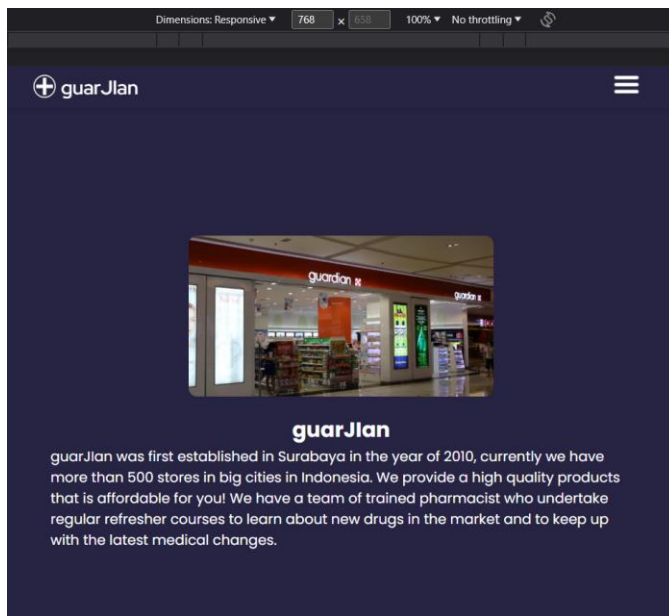 Dimensions: Responsive ▼ 768 × 658 100% ▼ No throttling ▼
guarJIan
guardian
guardian
guarJIan
guarJIan was first established in Surabaya in the year of 2010, currently we have
more than 500 stores in big cities in Indonesia. We provide a high quality products
that is affordable for you! We have a team of trained pharmacist who undertake
regular refresher courses to learn about new drugs in the market and to keep up
with the latest medical changes.